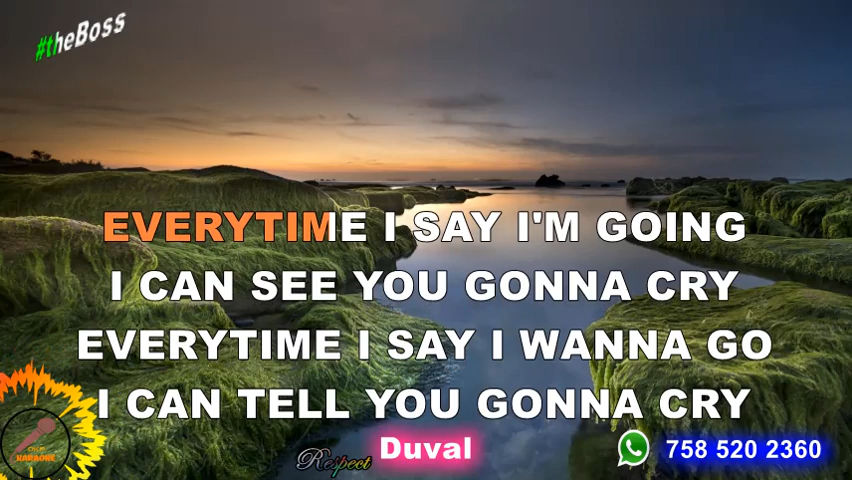 #theBoss
EVERYTIME I SAY I'M GOING
I CAN SEE YOU GONNA CRY
EVERYTIME I SAY I WANNA GO
I CAN TELL YOU GONNA CRY
Respect Duval 758 520 2360
KARAOKE